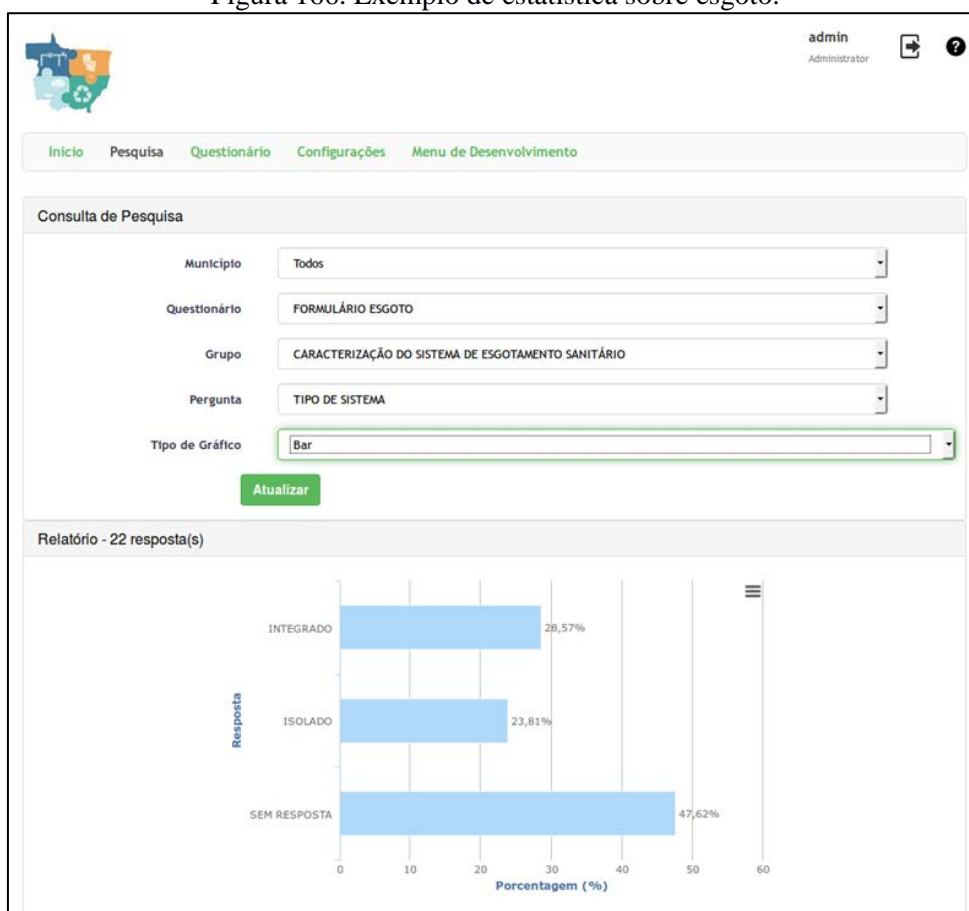 Figura 166. Exemplo de estatística sobre esgoto.
admin
Administrator
Inicio Pesquisa Questionário Configurações Menu de Desenvolvimento
Consulta de Pesquisa
Município Todos
Questionário FORMULÁRIO ESGOTO
Grupo CARACTERIZAÇÃO DO SISTEMA DE ESGOTAMENTO SANITÁRIO
Pergunta TIPO DE SISTEMA
Tipo de Gráfico Bar
Atualizar
Relatório - 22 resposta(s)
INTEGRADO 28,57%
Resposta
ISOLADO 23,81%
SEM RESPOSTA 47,62%
0 10 20 30 40 50 60
Porcentagem (%)